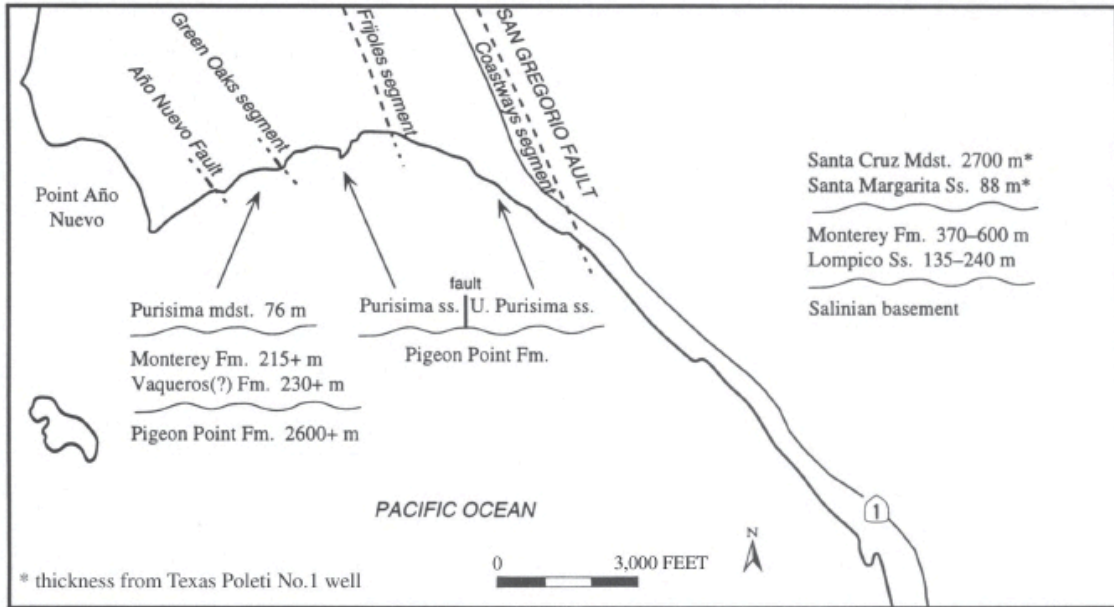 Año Nuevo Fault
Green Oaks segment
Frijoles segment
Coastways segment
SAN GREGORIO FAULT
Point Año
Nuevo
Purisima mdst. 76 m
Monterey Fm. 215+ m
Vaqueros(?) Fm. 230+ m
Pigeon Point Fm. 2600+ m
fault
Purisima ss. U. Purisima ss.
Pigeon Point Fm.
Santa Cruz Mdst. 2700 m*
Santa Margarita Ss. 88 m*
Monterey Fm. 370–600 m
Lompico Ss. 135–240 m
Salinian basement
PACIFIC OCEAN
1
N
0 3,000 FEET
* thickness from Texas Poleti No.1 well